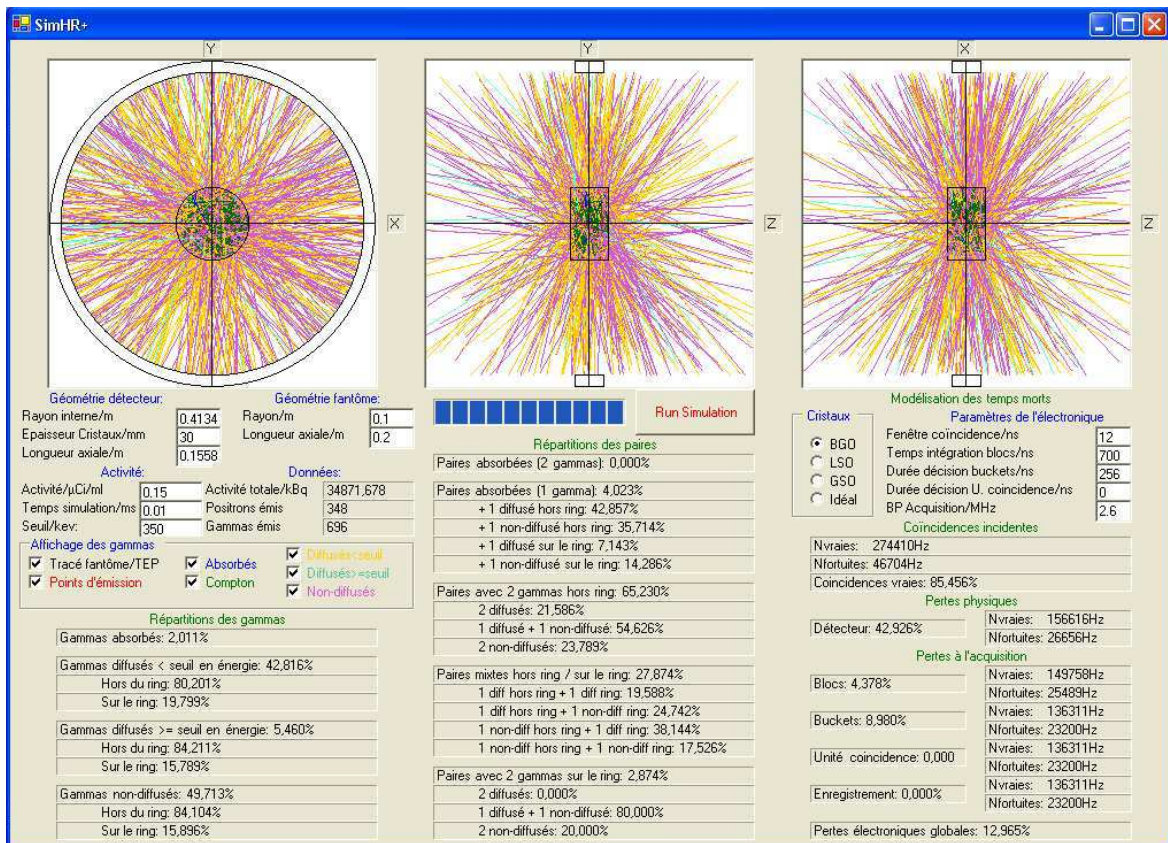 SimHR+
Y
Y
X
X
Z
Z
Géométrie détecteur:
Rayon interne/m 0.4134
Epaisseur Cristaux/mm 30
Longueur axiale/m 0.1558
Géométrie fantôme:
Rayon/m 0.1
Longueur axiale/m 0.2
Activité:
Activité/µCi/ml 0.15
Temps simulation/ms 0.01
Seuil/kev: 350
Données:
Activité totale/kBq 34871,678
Positrons émis 348
Gammas émis 696
Affichage des gammas
Tracé fantôme/TEP
Points d'émission
Absorbés
Compton
Diffusés<seuil
Diffusés>=seuil
Non-diffusés
Répartitions des gammas
Gammas absorbés: 2,011%
Gammas diffusés < seuil en énergie: 42,816%
Hors du ring: 80,201%
Sur le ring: 19,799%
Gammas diffusés >= seuil en énergie: 5,460%
Hors du ring: 84,211%
Sur le ring: 15,789%
Gammas non-diffusés: 49,713%
Hors du ring: 84,104%
Sur le ring: 15,896%
Run Simulation
Répartitions des paires
Paires absorbées (2 gammas): 0,000%
Paires absorbées (1 gamma): 4,023%
+ 1 diffusé hors ring: 42,857%
+ 1 non-diffusé hors ring: 35,714%
+ 1 diffusé sur le ring: 7,143%
+ 1 non-diffusé sur le ring: 14,286%
Paires avec 2 gammas hors ring: 65,230%
2 diffusés: 21,586%
1 diffusé + 1 non-diffusé: 54,626%
2 non-diffusés: 23,789%
Paires mixtes hors ring / sur le ring: 27,874%
1 diff hors ring + 1 diff ring: 19,588%
1 diff hors ring + 1 non-diff ring: 24,742%
1 non-diff hors ring + 1 diff ring: 38,144%
1 non-diff hors ring + 1 non-diff ring: 17,526%
Paires avec 2 gammas sur le ring: 2,874%
2 diffusés: 0,000%
1 diffusé + 1 non-diffusé: 80,000%
2 non-diffusés: 20,000%
Modélisation des temps morts
Cristaux
BGO
LSO
GSO
Idéal
Paramètres de l'électronique
Fenêtre coïncidence/ns 12
Temps intégration blocs/ns 700
Durée décision buckets/ns 256
Durée décision U. coincidence/ns 0
BP Acquisition/MHz 2.6
Coïncidences incidentes
Nvraies: 274410Hz
Nfortuites: 46704Hz
Coincidences vraies: 85,456%
Pertes physiques
Détecteur: 42,926%
Nvraies: 156616Hz
Nfortuites: 26656Hz
Pertes à l'acquisition
Blocs: 4,378%
Nvraies: 149758Hz
Nfortuites: 25489Hz
Buckets: 8,980%
Nvraies: 136311Hz
Nfortuites: 23200Hz
Unité coincidence: 0,000
Nvraies: 136311Hz
Nfortuites: 23200Hz
Enregistrement: 0,000%
Nvraies: 136311Hz
Nfortuites: 23200Hz
Pertes électroniques globales: 12,965%